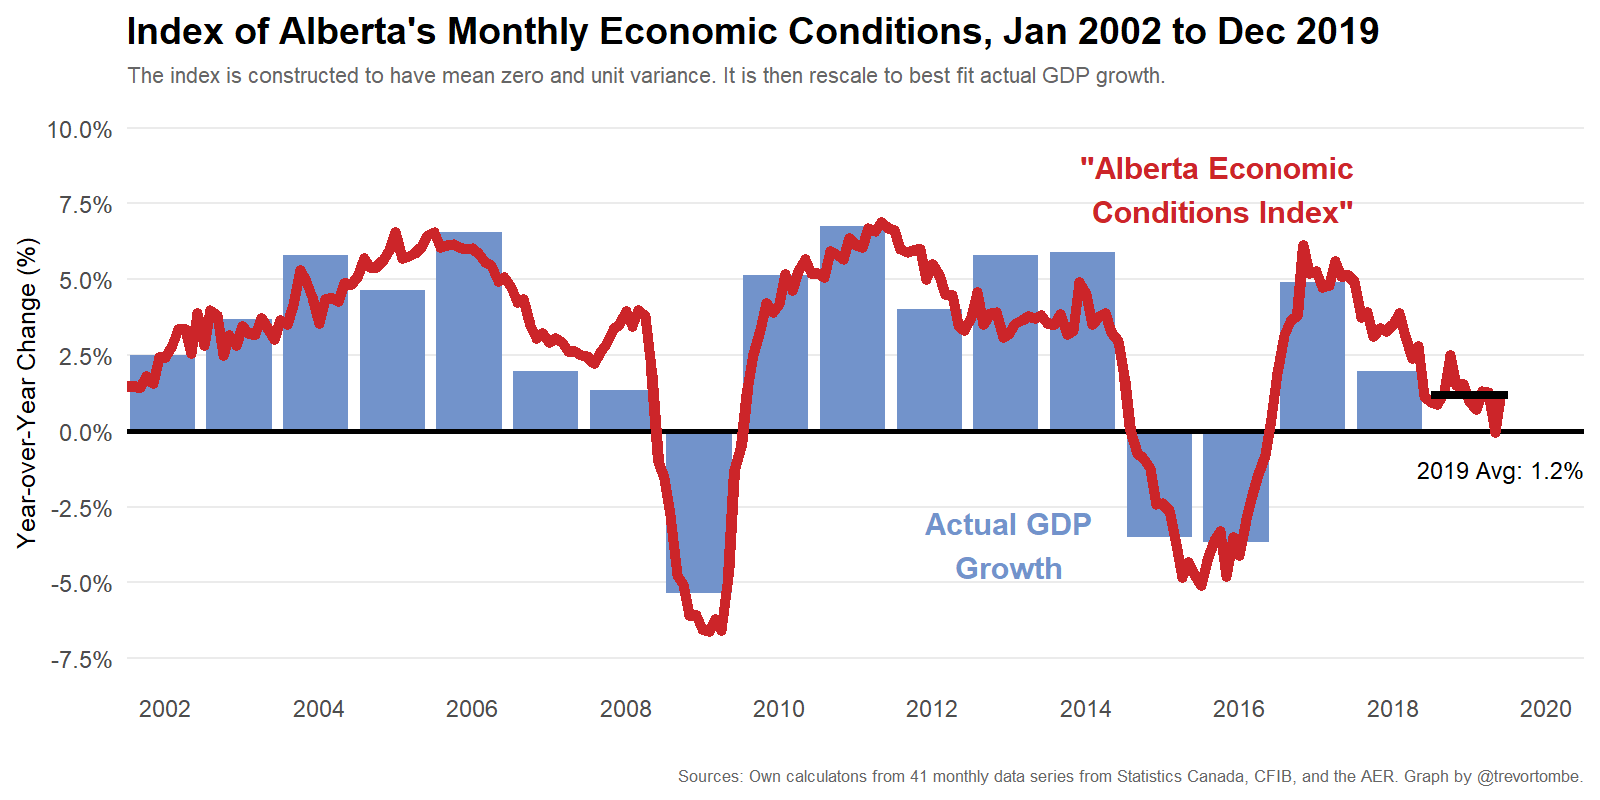 Index of Alberta's Monthly Economic Conditions, Jan 2002 to Dec 2019
The index is constructed to have mean zero and unit variance. It is then rescale to best fit actual GDP growth.
Year-over-Year Change (%)
10.0%
7.5%
5.0%
2.5%
0.0%
-2.5%
-5.0%
-7.5%
"Alberta Economic
Conditions Index"
2019 Avg: 1.2%
Actual GDP
Growth
2002
2004
2006
2008
2010
2012
2014
2016
2018
2020
Sources: Own calculatons from 41 monthly data series from Statistics Canada, CFIB, and the AER. Graph by @trevortombe.